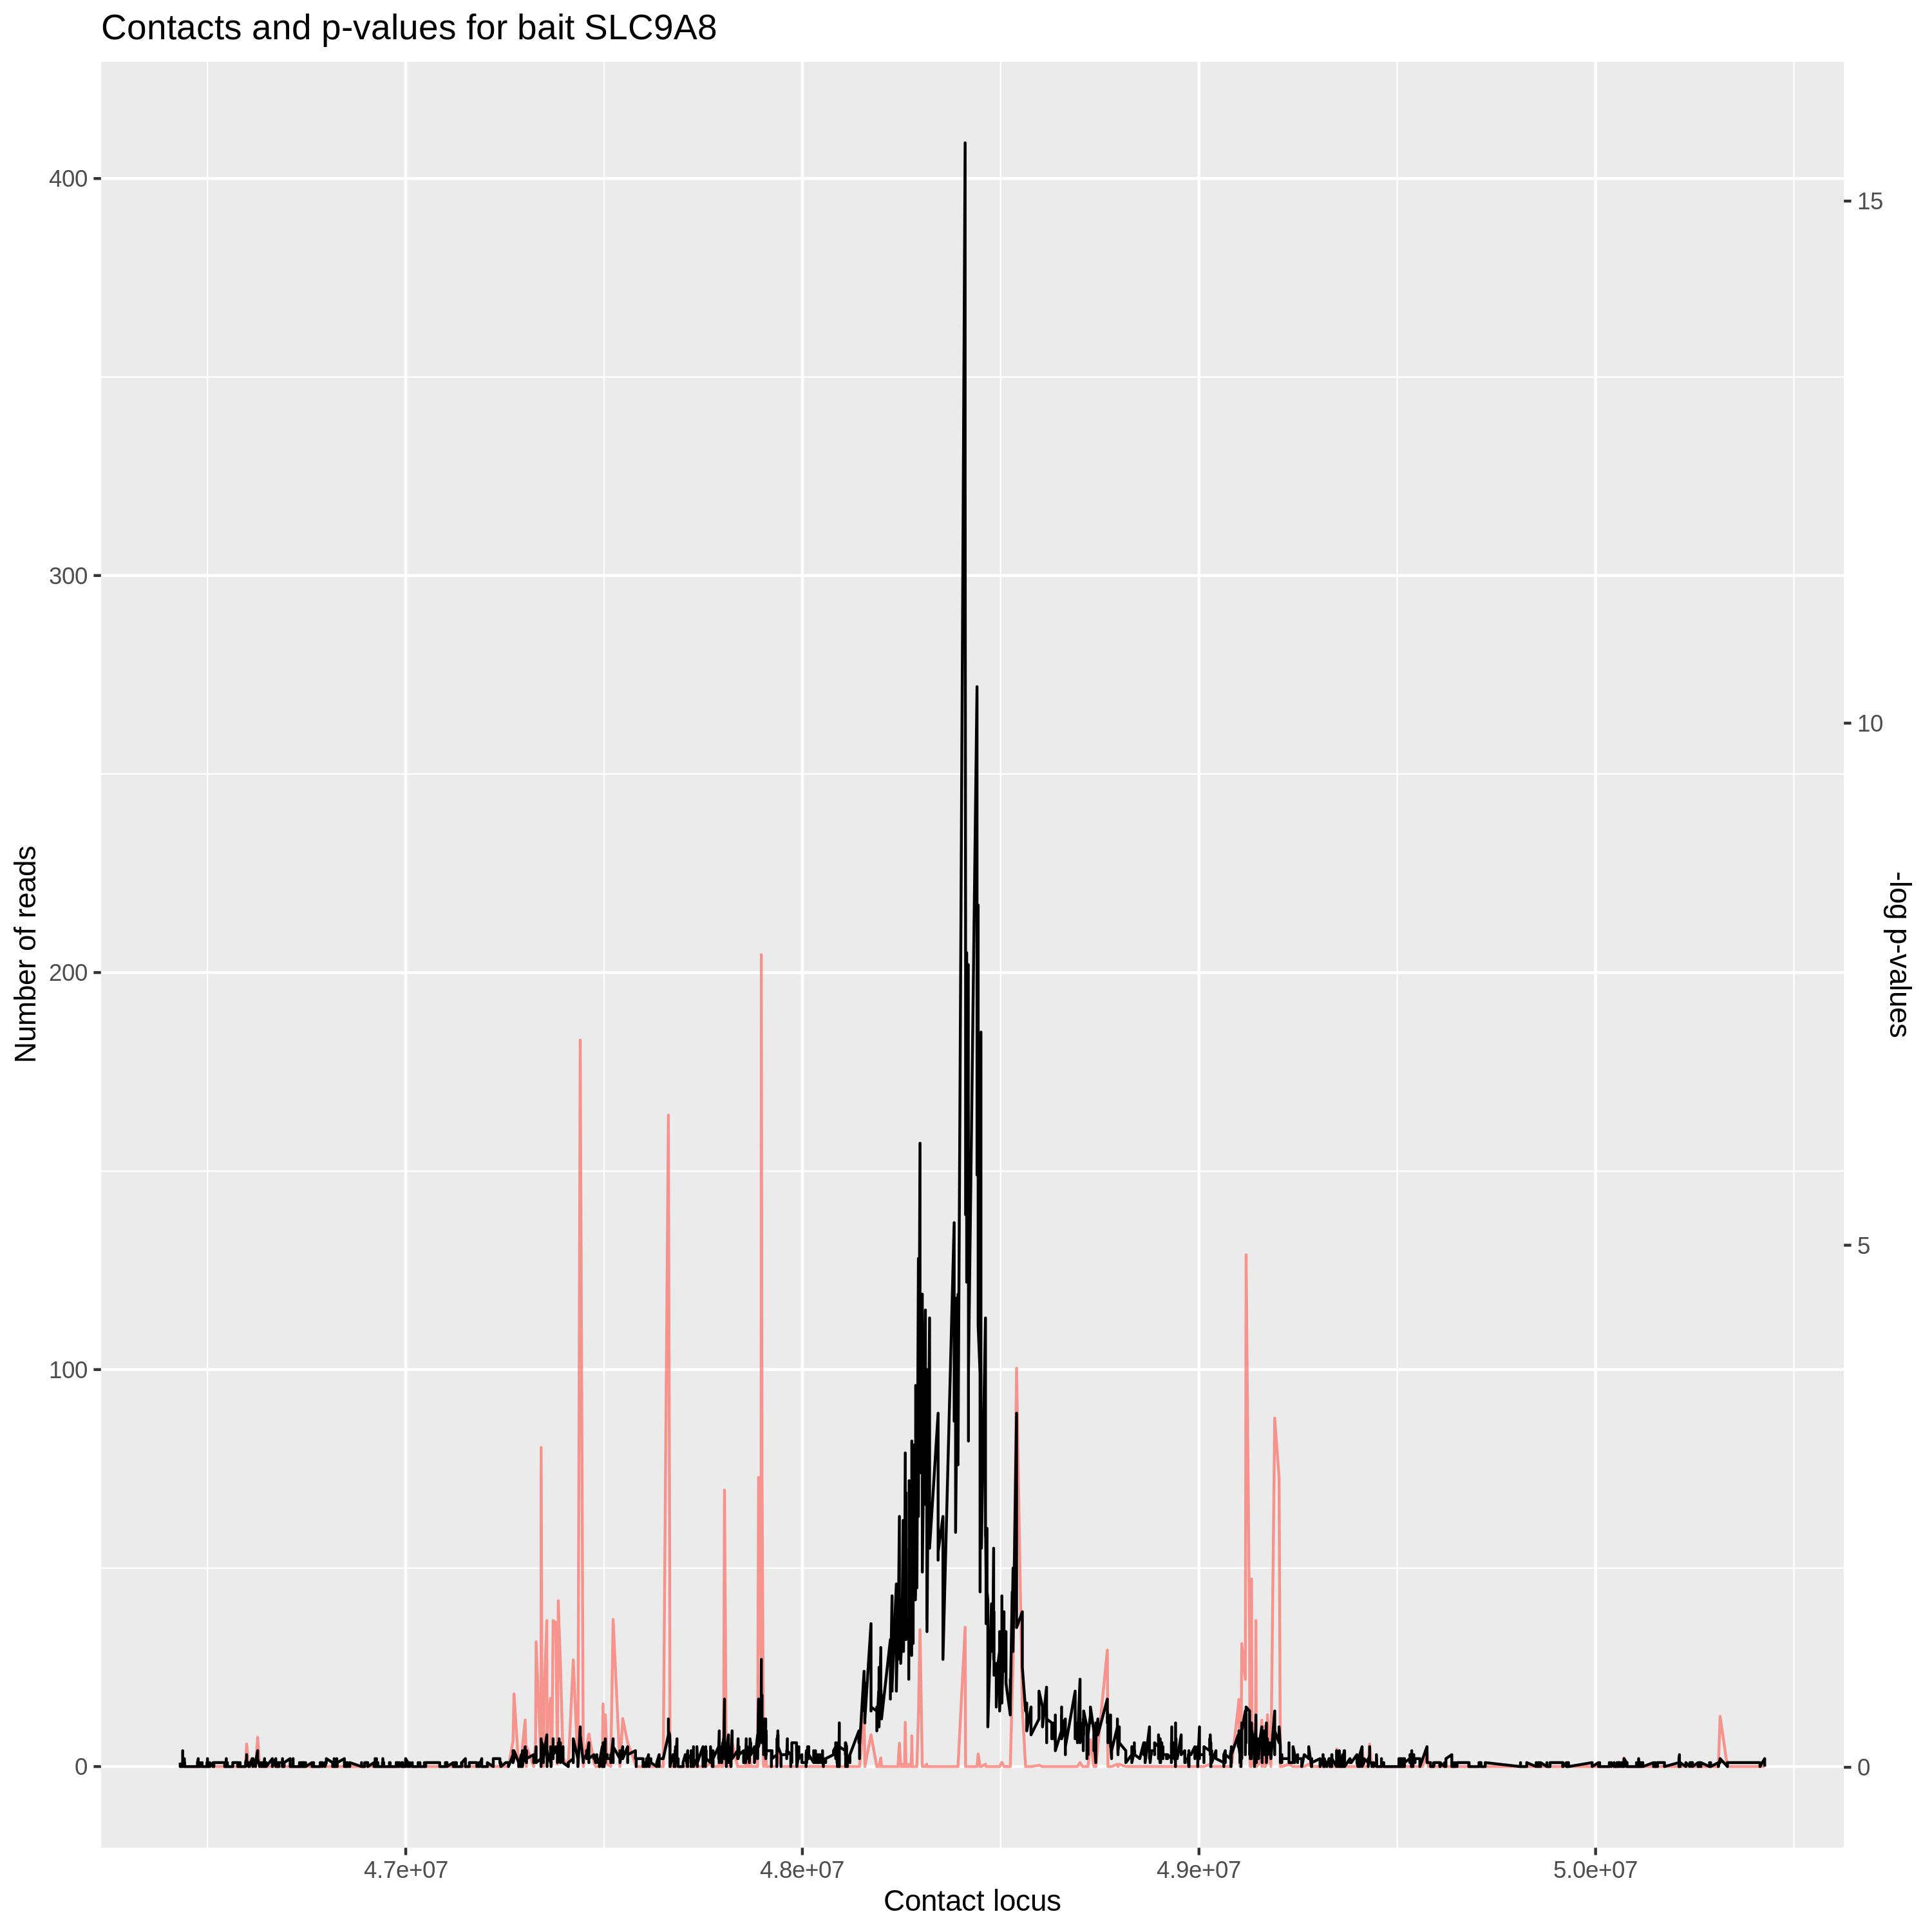 Contacts and p-values for bait SLC9A8
400
300
200
100
0
Number of reads
15
10
5
0
-log p-values
4.7e+07
4.8e+07
4.9e+07
5.0e+07
Contact locus